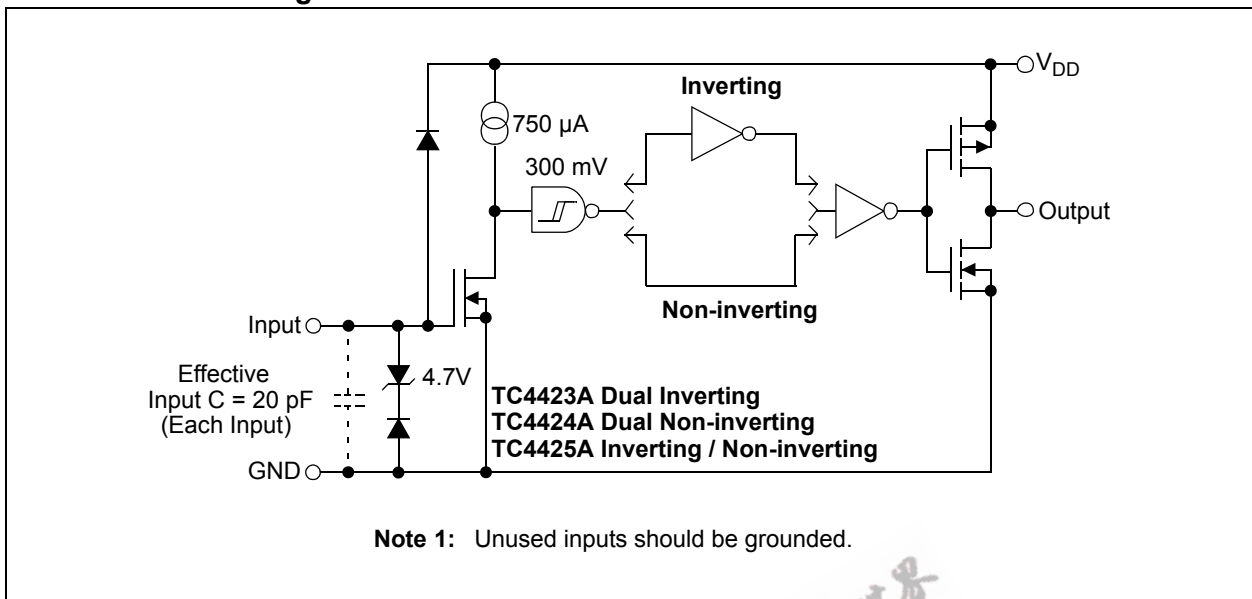 V_DD
Inverting
750 µA
300 mV
Output
Non-inverting
Input
4.7V
Effective
Input C = 20 pF
(Each Input)
TC4423A Dual Inverting
TC4424A Dual Non-inverting
TC4425A Inverting / Non-inverting
GND
Note 1: Unused inputs should be grounded.